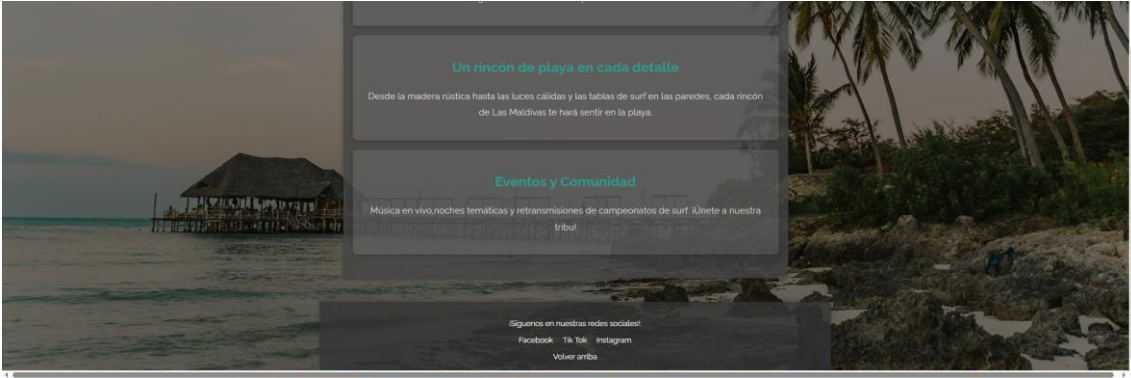 Un rincón de playa en cada detalle
Desde la madera rústica hasta las luces cálidas y las tablas de surf en las paredes, cada rincón
de Las Maldivas te hará sentir en la playa.
Eventos y Comunidad
Música en vivo,noches temáticas y retransmisiones de campeonatos de surf. ¡Únete a nuestra
tribu!
¡Síguenos en nuestras redes sociales!:
Facebook Tik Tok Instagram
Volver arriba